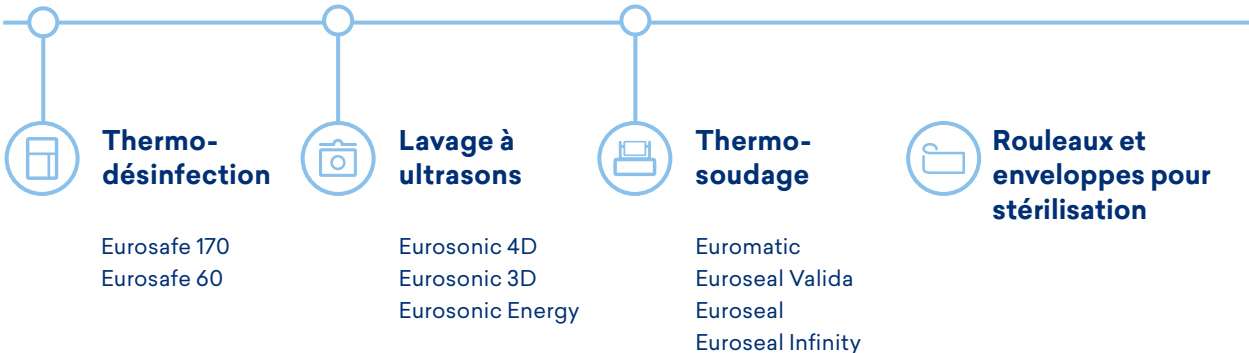 Thermo-
désinfection
Eurosafe 170
Eurosafe 60
Lavage à
ultrasons
Eurosonic 4D
Eurosonic 3D
Eurosonic Energy
Thermo-
soudage
Euromatic
Euroseal Valida
Euroseal
Euroseal Infinity
Rouleaux et
enveloppes pour
stérilisation